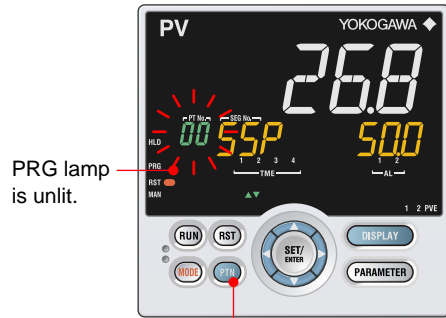 PV
YOKOGAWA
26.8
PT No. SEG No.
00 SSP 50.0
HLD
1 2 3 4
TME
1 2
AL
PRG
RST
MAN
1 2 PVE
PRG lamp
is unlit.
RUN RST
SET/
ENTER
DISPLAY
MODE PTN
PARAMETER